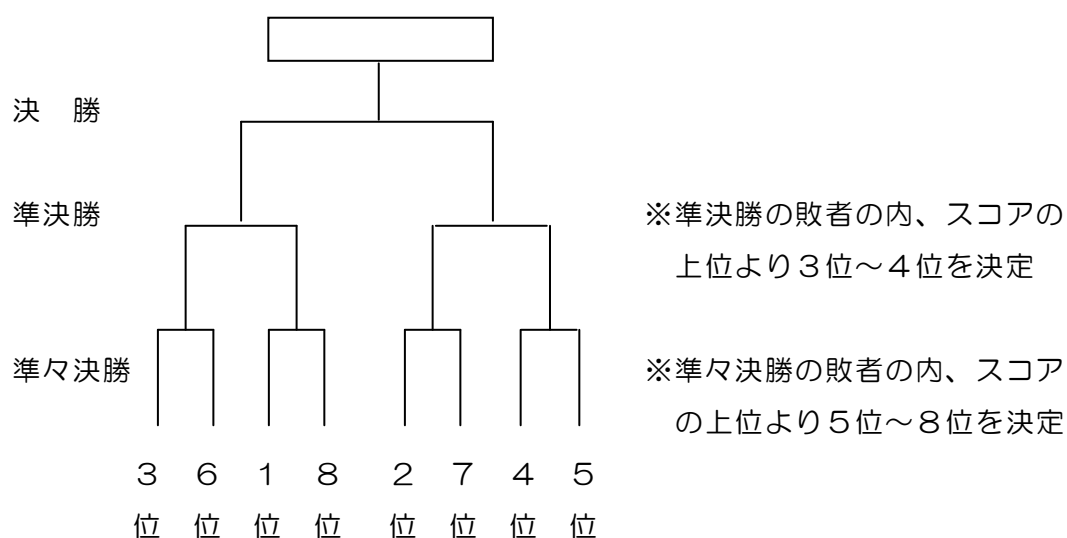 決　勝
準決勝
※準決勝の敗者の内、スコアの
上位より３位～４位を決定
準々決勝
※準々決勝の敗者の内、スコア
の上位より５位～８位を決定
３ ６ １ ８ ２ ７ ４ ５
位 位 位 位 位 位 位 位